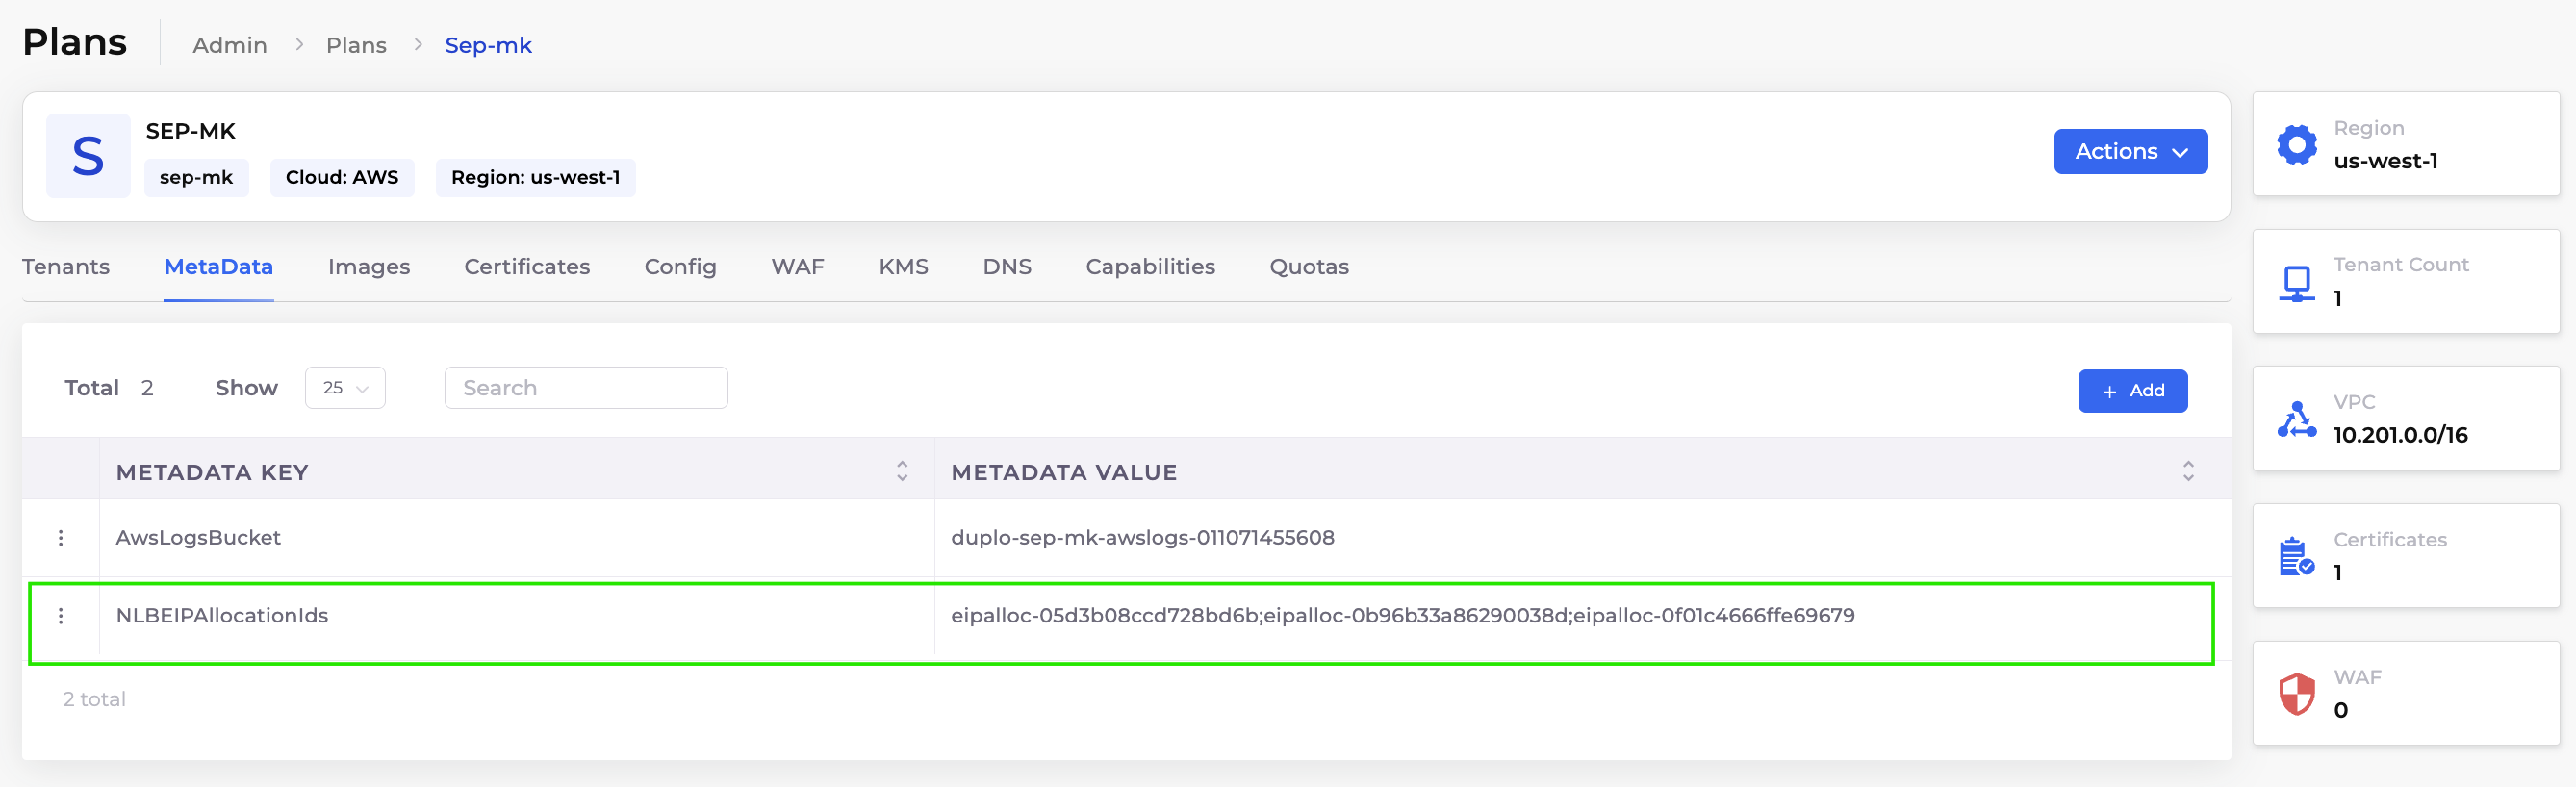 Plans
Admin > Plans > Sep-mk
S
SEP-MK
sep-mk
Cloud: AWS
Region: us-west-1
Actions
Tenants
MetaData
Images
Certificates
Config
WAF
KMS
DNS
Capabilities
Quotas
Total 2
Show 25
Search
+ Add
METADATA KEY
METADATA VALUE
AwsLogsBucket
duplo-sep-mk-awslogs-011071455608
NLBEIPAllocationIds
eipalloc-05d3b08ccd728bd6b;eipalloc-0b96b33a86290038d;eipalloc-0f01c4666ffe69679
2 total
Region
us-west-1
Tenant Count
1
VPC
10.201.0.0/16
Certificates
1
WAF
0